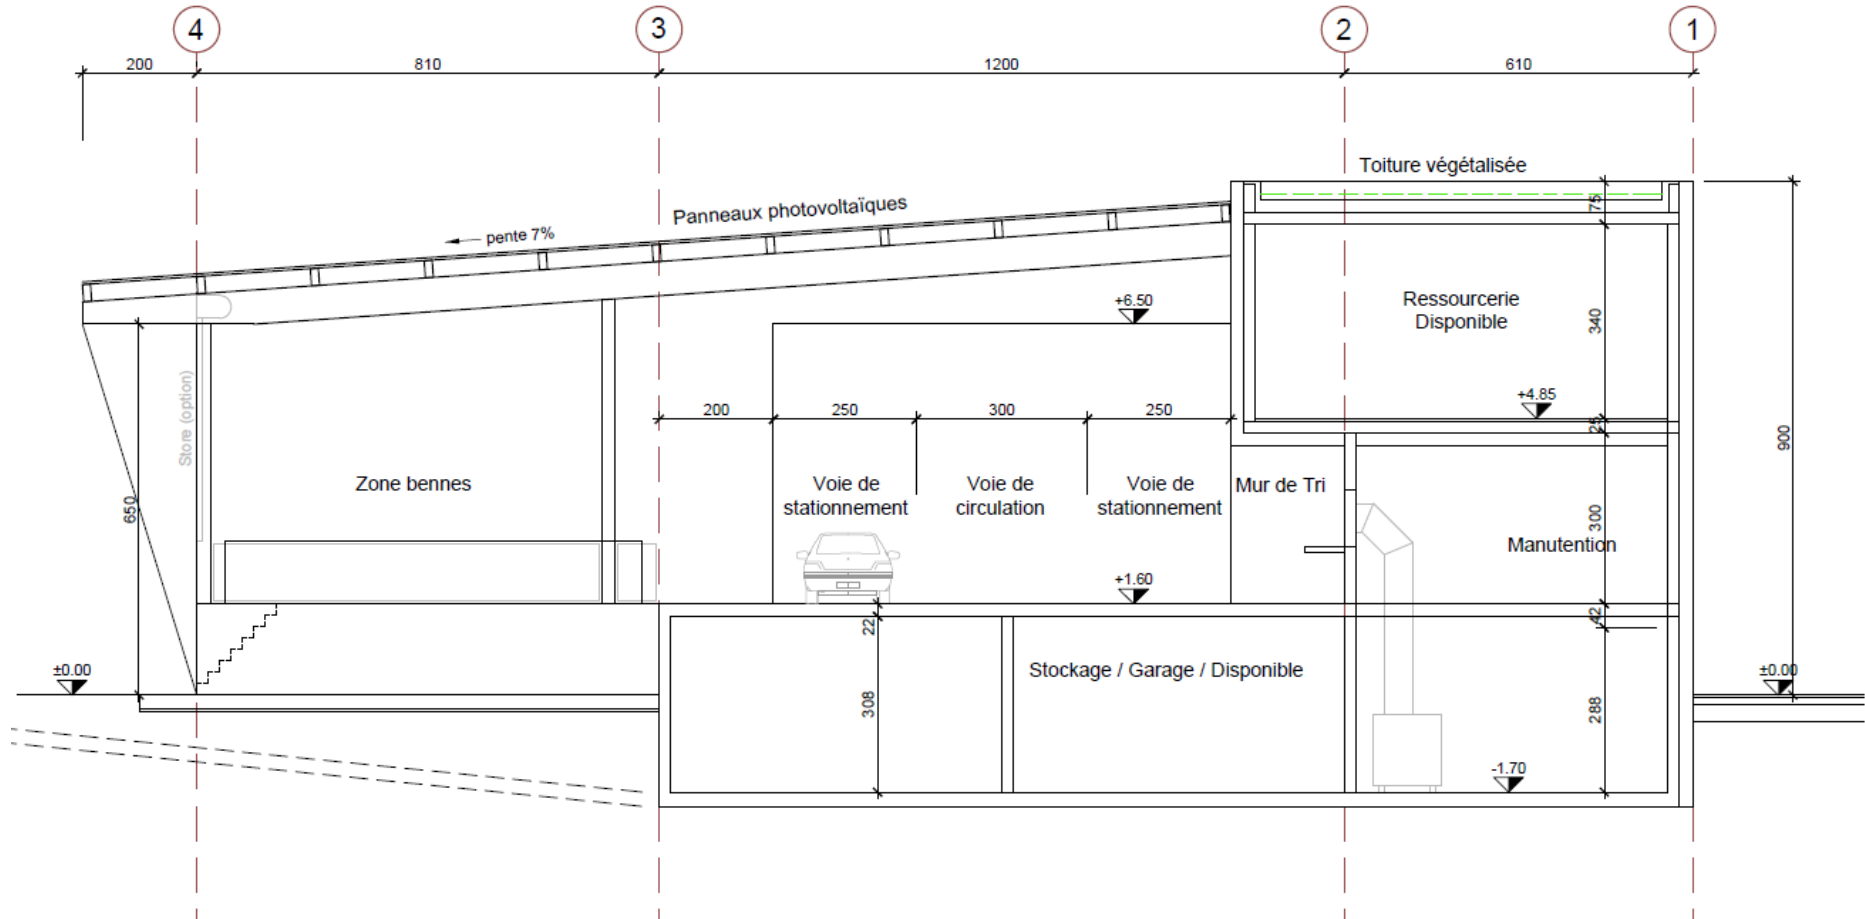 4
3
2
1
200
810
1200
610
Toiture végétalisée
Panneaux photovoltaïques
pente 7%
75
+6.50
Ressourcerie
Disponible
340
+4.85
25
200
250
300
250
Store (option)
650
900
Zone bennes
Voie de
stationnement
Voie de
circulation
Voie de
stationnement
Mur de Tri
300
Manutention
+1.60
22
42
±0.00
Stockage / Garage / Disponible
±0.00
308
288
-1.70